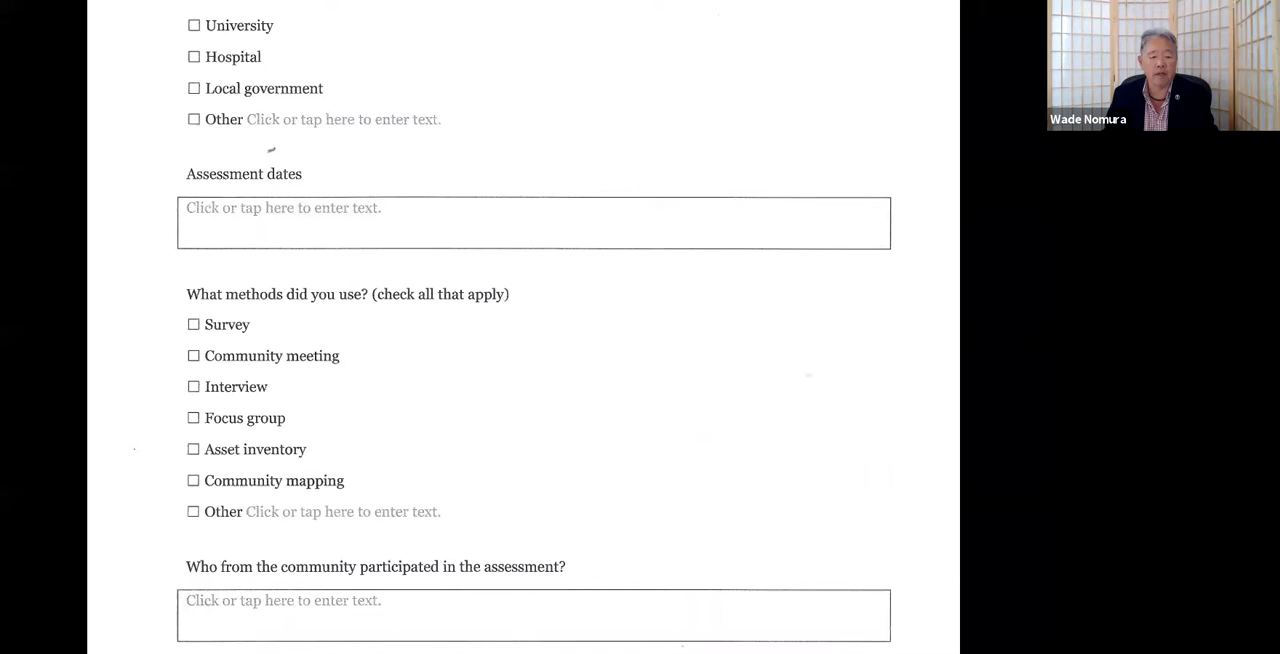 ☐ University
☐ Hospital
☐ Local government
☐ Other Click or tap here to enter text.
Assessment dates
Click or tap here to enter text.
What methods did you use? (check all that apply)
☐ Survey
☐ Community meeting
☐ Interview
☐ Focus group
☐ Asset inventory
☐ Community mapping
☐ Other Click or tap here to enter text.
Who from the community participated in the assessment?
Click or tap here to enter text.
Wade Nomura